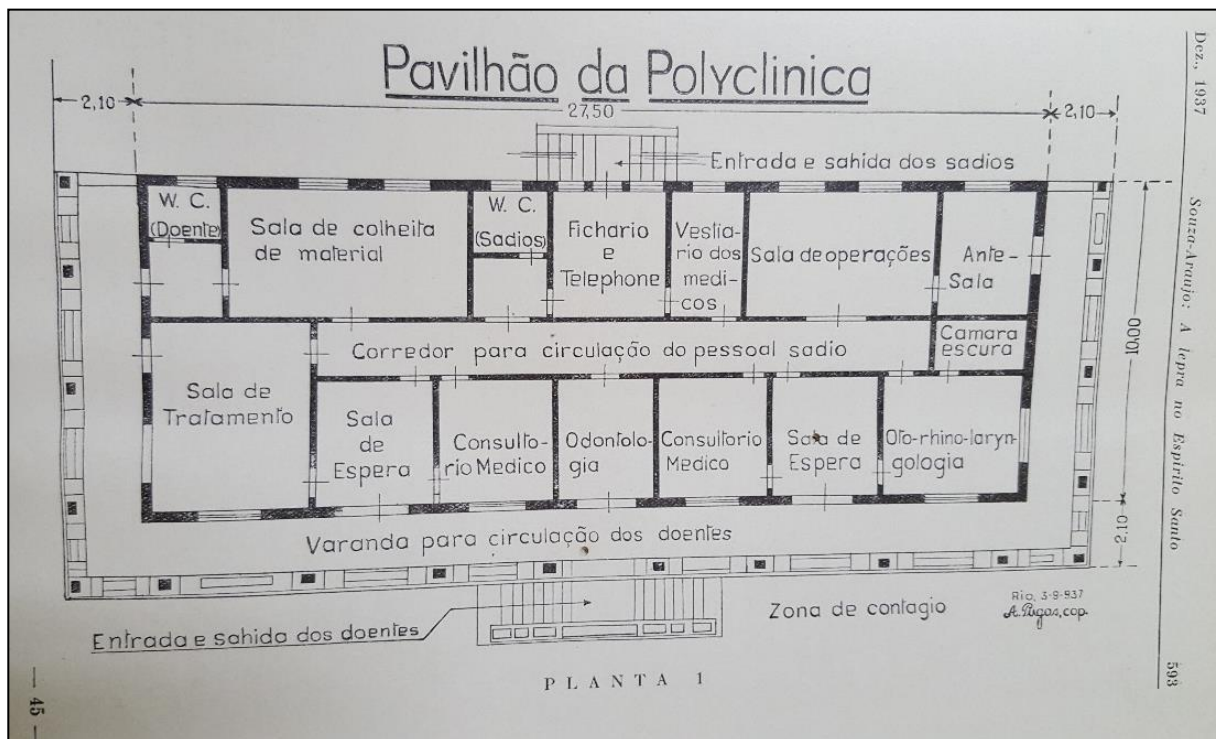 Pavilhão da Polyclinica
2,10
27,50
2,10
Entrada e sahida dos sadios
W. C.
(Doente)
Sala de colheita
de material
W. C.
(Sadios)
Fichario
e
Telephone
Vestia-
rio dos
medi-
cos
Sala de operações
Ante-
Sala
Camara
escura
Corredor para circulação do pessoal sadio
Sala de
Tratamento
Sala
de
Espera
Consulto-
rio Medico
Odontolo-
gia
Consultorio
Medico
Sala de
Espera
Oto-rhino-laryn-
gologia
10,00
2,10
Varanda para circulação dos doentes
Entrada e sahida dos doentes
Zona de contagio
Rio, 3-9-937
PLANTA 1
Dez., 1937
Souza-Araujo: A lepra no Espirito Santo
593
— 45 —